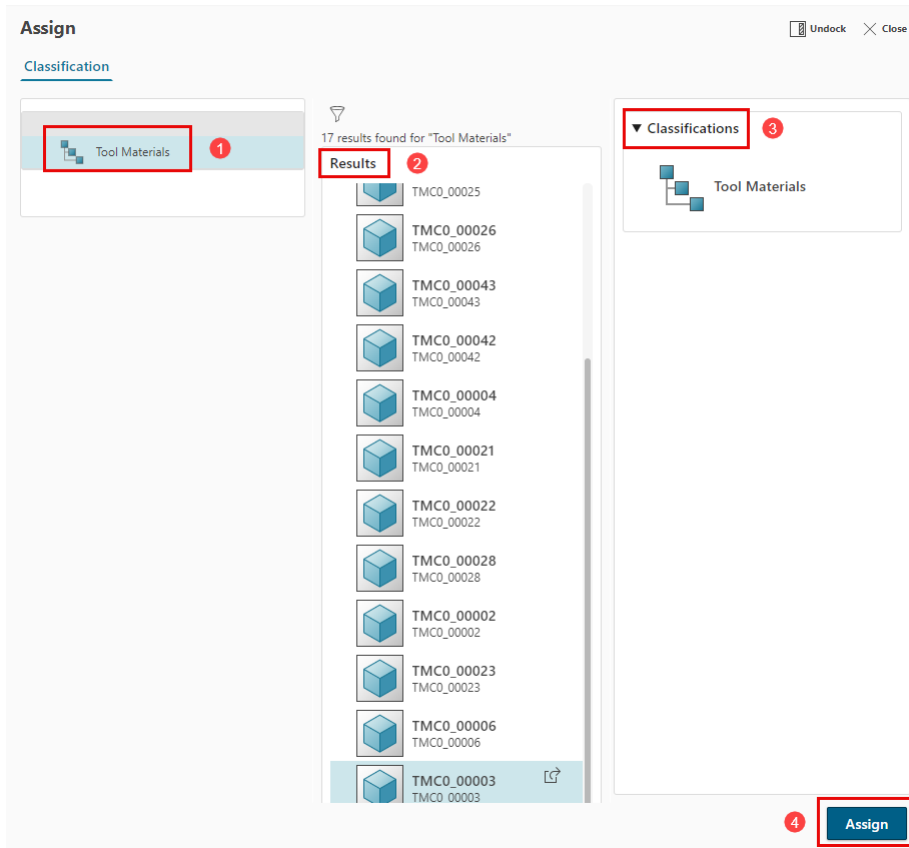 Assign
Undock
Close
Classification
Tool Materials
1
17 results found for "Tool Materials"
Results
2
TMC0_00025
TMC0_00026
TMC0_00026
TMC0_00043
TMC0_00043
TMC0_00042
TMC0_00042
TMC0_00004
TMC0_00004
TMC0_00021
TMC0_00021
TMC0_00022
TMC0_00022
TMC0_00028
TMC0_00028
TMC0_00002
TMC0_00002
TMC0_00023
TMC0_00023
TMC0_00006
TMC0_00006
TMC0_00003
TMC0_00003
Classifications
3
Tool Materials
4
Assign